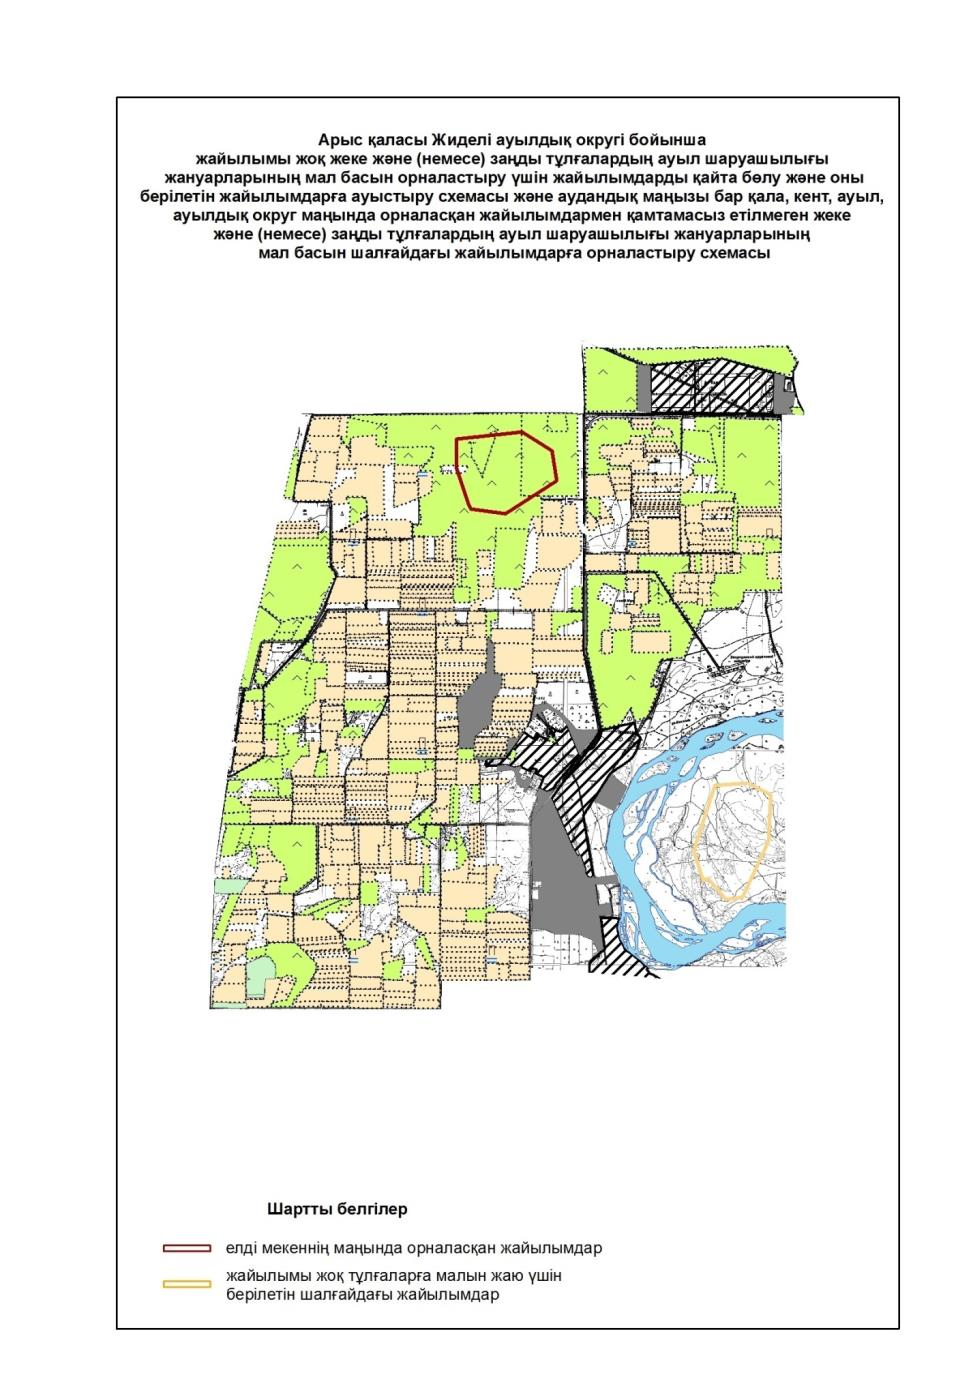 Арыс қаласы Жиделі ауылдық округі бойынша
жайылымы жоқ жеке және (немесе) заңды тұлғалардың ауыл шаруашылығы
жануарларының мал басын орналастыру үшін жайылымдарды қайта бөлу және оны
берілетін жайылымдарға ауыстыру схемасы және аудандық маңызы бар қала, кент, ауыл,
ауылдық округ маңында орналасқан жайылымдармен қамтамасыз етілмеген жеке
және (немесе) заңды тұлғалардың ауыл шаруашылығы жануарларының
мал басын шалғайдағы жайылымдарға орналастыру схемасы
Шартты белгілер
елді мекеннің маңында орналасқан жайылымдар
жайылымы жоқ тұлғаларға малын жаю үшін
берілетін шалғайдағы жайылымдар